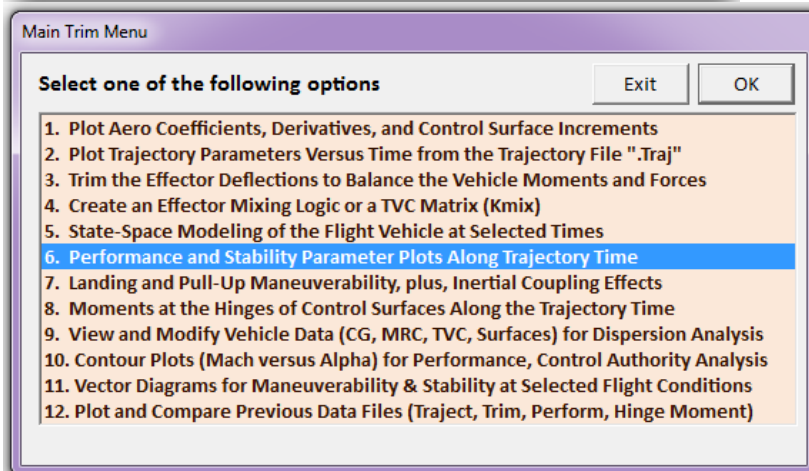 Main Trim Menu
Select one of the following options
Exit
OK
1. Plot Aero Coefficients, Derivatives, and Control Surface Increments
2. Plot Trajectory Parameters Versus Time from the Trajectory File ".Traj"
3. Trim the Effector Deflections to Balance the Vehicle Moments and Forces
4. Create an Effector Mixing Logic or a TVC Matrix (Kmix)
5. State-Space Modeling of the Flight Vehicle at Selected Times
6. Performance and Stability Parameter Plots Along Trajectory Time
7. Landing and Pull-Up Maneuverability, plus, Inertial Coupling Effects
8. Moments at the Hinges of Control Surfaces Along the Trajectory Time
9. View and Modify Vehicle Data (CG, MRC, TVC, Surfaces) for Dispersion Analysis
10. Contour Plots (Mach versus Alpha) for Performance, Control Authority Analysis
11. Vector Diagrams for Maneuverability & Stability at Selected Flight Conditions
12. Plot and Compare Previous Data Files (Traject, Trim, Perform, Hinge Moment)